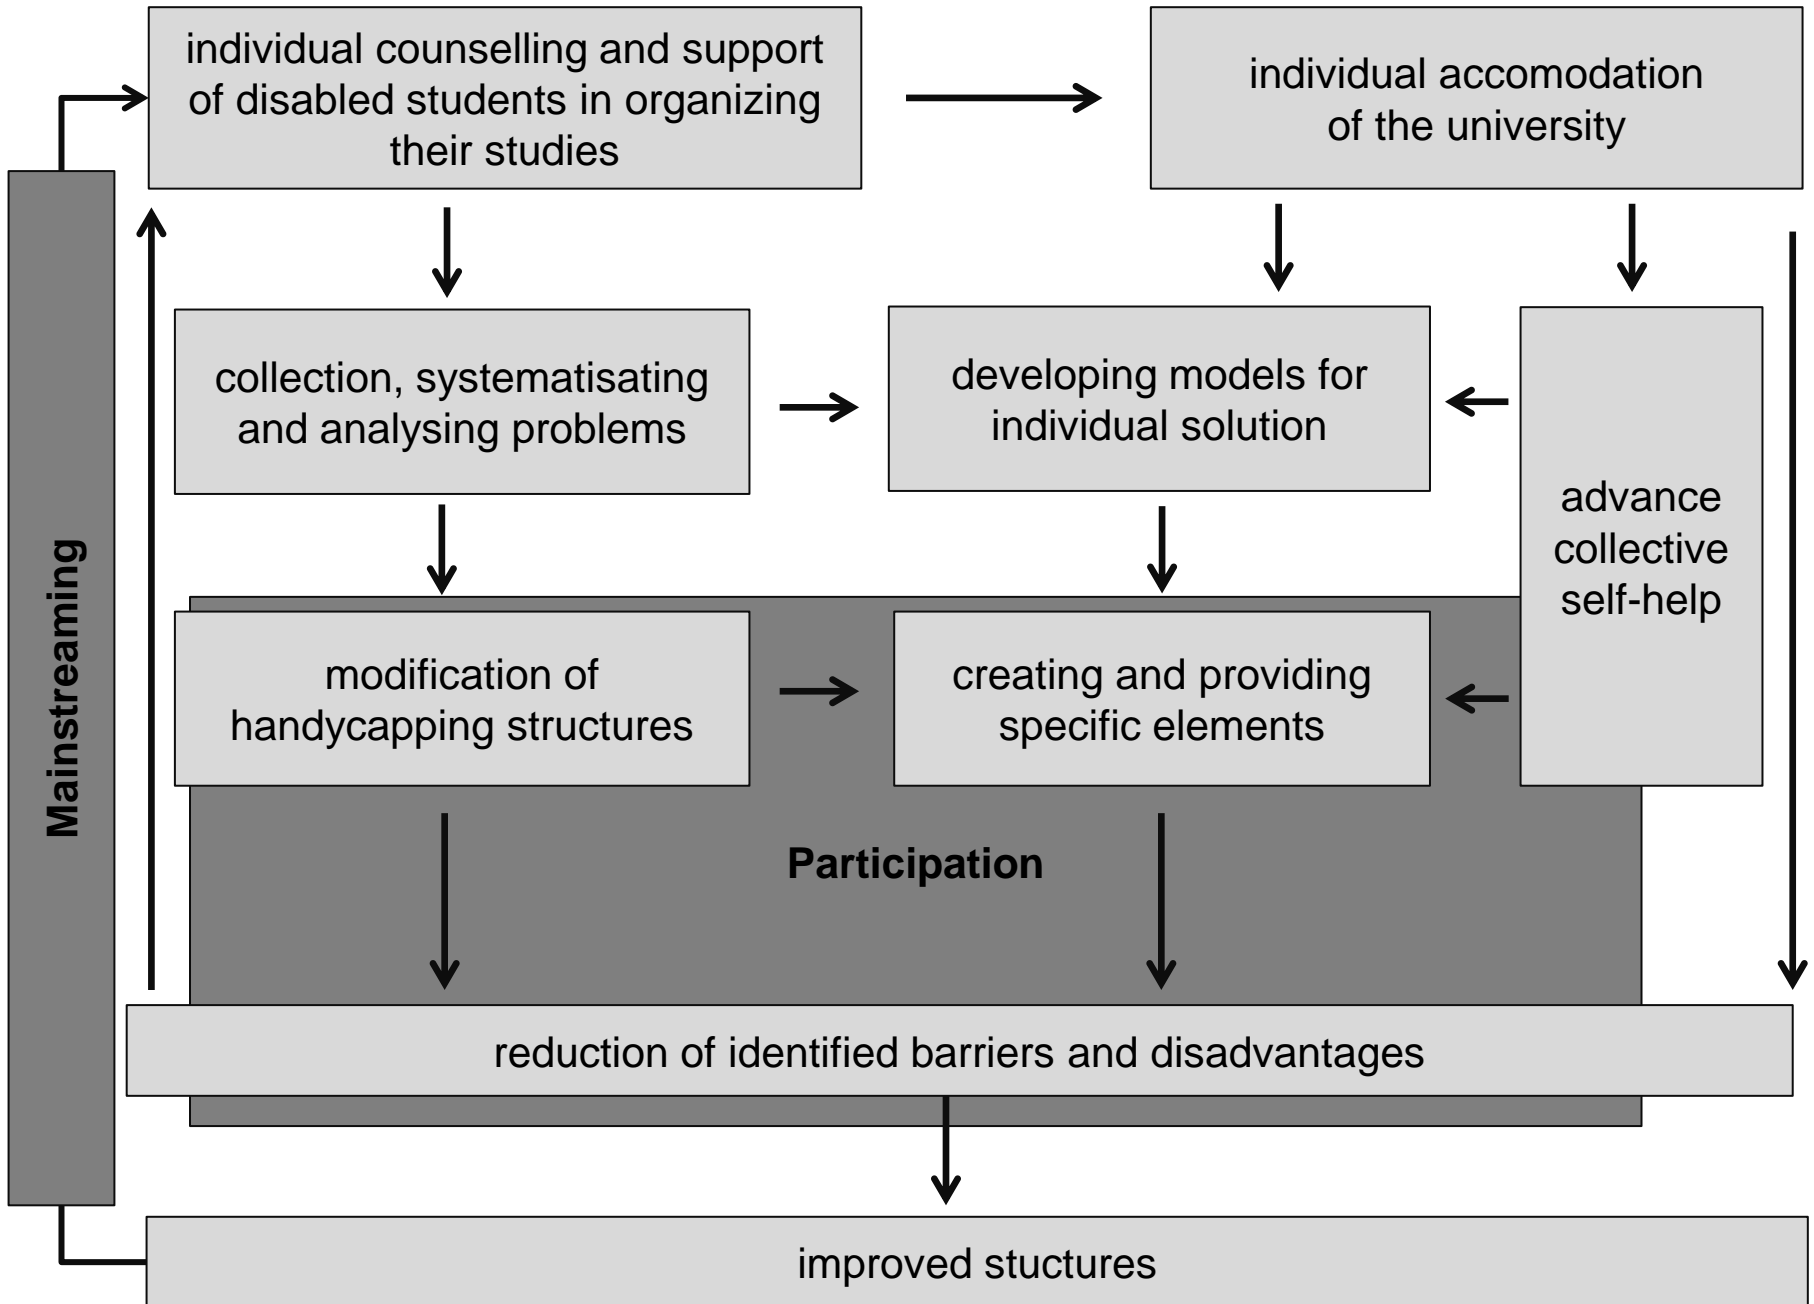 individual counselling and support
of disabled students in organizing
their studies
individual accomodation
of the university
collection, systematisating
and analysing problems
developing models for
individual solution
advance
collective
self-help
Mainstreaming
modification of
handycapping structures
creating and providing
specific elements
Participation
reduction of identified barriers and disadvantages
improved stuctures